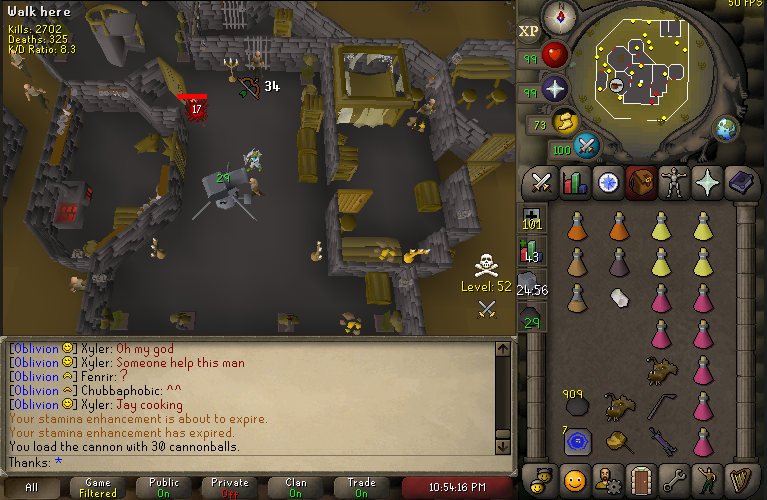 Walk here
50 FPS
Kills: 2702
Deaths: 325
K/D Ratio: 8.3
XP
99
99
73
100
34
17
29
Level: 52
101
43
24:56
29
909
7
[Oblivion] Xyler: Oh my god
[Oblivion] Xyler: Someone help this man
[Oblivion] Fenrir: ?
[Oblivion] Chubbaphobic: ^^
[Oblivion] Xyler: Jay cooking
Your stamina enhancement is about to expire.
Your stamina enhancement has expired.
You load the cannon with 30 cannonballs.
Thanks: *
All
Game
Filtered
Public
On
Private
Off
Clan
On
Trade
On
10:54:16 PM